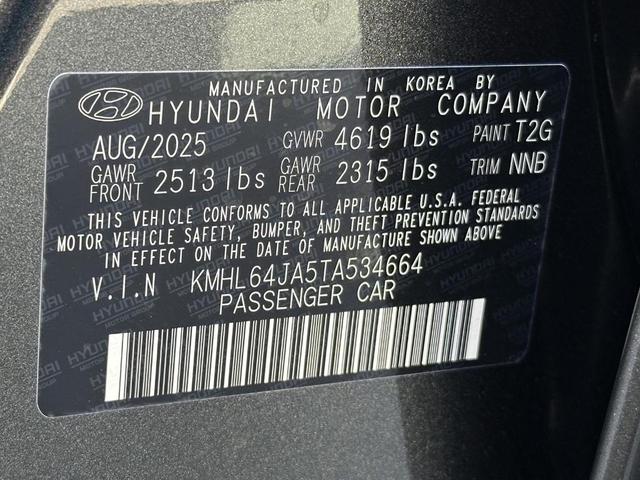 MANUFACTURED IN KOREA BY
HYUNDAI MOTOR COMPANY
AUG/2025 GVWR 4619 lbs PAINT T2G
GAWR FRONT 2513 lbs GAWR REAR 2315 lbs TRIM NNB
THIS VEHICLE CONFORMS TO ALL APPLICABLE U.S.A. FEDERAL
MOTOR VEHICLE SAFETY, BUMPER, AND THEFT PREVENTION STANDARDS
IN EFFECT ON THE DATE OF MANUFACTURE SHOWN ABOVE
V.I.N KMHL64JA5TA534664
PASSENGER CAR